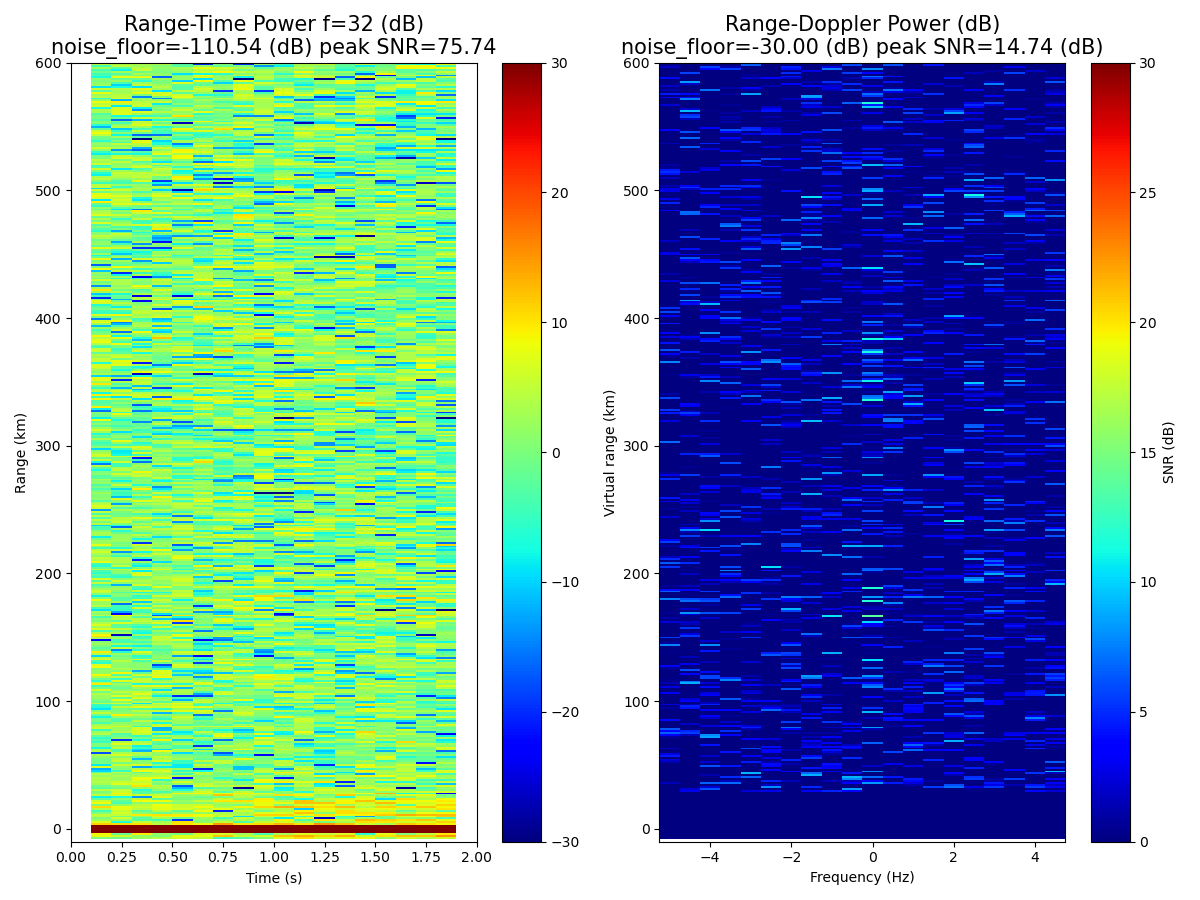 Range-Time Power f=32 (dB)
noise_floor=-110.54 (dB) peak SNR=75.74
Range (km)
600
500
400
300
200
100
0
0.00 0.25 0.50 0.75 1.00 1.25 1.50 1.75 2.00
Time (s)
30
20
10
0
−10
−20
−30
Range-Doppler Power (dB)
noise_floor=-30.00 (dB) peak SNR=14.74 (dB)
Virtual range (km)
600
500
400
300
200
100
0
−4 −2 0 2 4
Frequency (Hz)
30
25
20
15
10
5
0
SNR (dB)